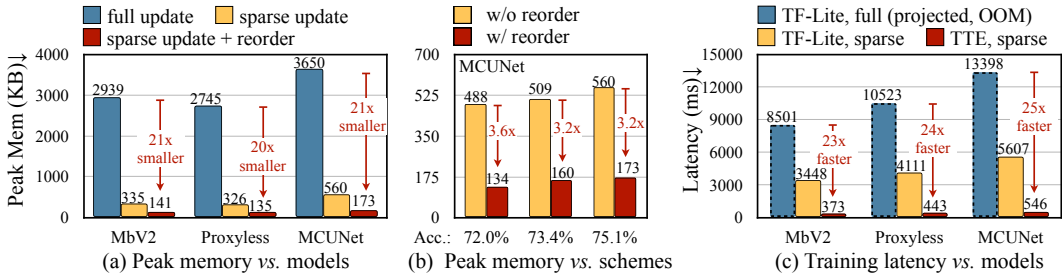 full update
sparse update
sparse update + reorder
Peak Mem (KB)↓
4000
3000
2000
1000
0
2939
335
141
21x
smaller
2745
326
135
20x
smaller
3650
560
173
21x
smaller
MbV2
Proxyless
MCUNet
(a) Peak memory vs. models
w/o reorder
w/ reorder
MCUNet
700
525
350
175
0
488
3.6x
134
509
3.2x
160
560
3.2x
173
Acc.: 72.0% 73.4% 75.1%
(b) Peak memory vs. schemes
TF-Lite, full (projected, OOM)
TF-Lite, sparse
TTE, sparse
Latency (ms)↓
15000
12000
9000
6000
3000
0
8501
3448
373
23x
faster
10523
4111
443
24x
faster
13398
5607
546
25x
faster
MbV2
Proxyless
MCUNet
(c) Training latency vs. models